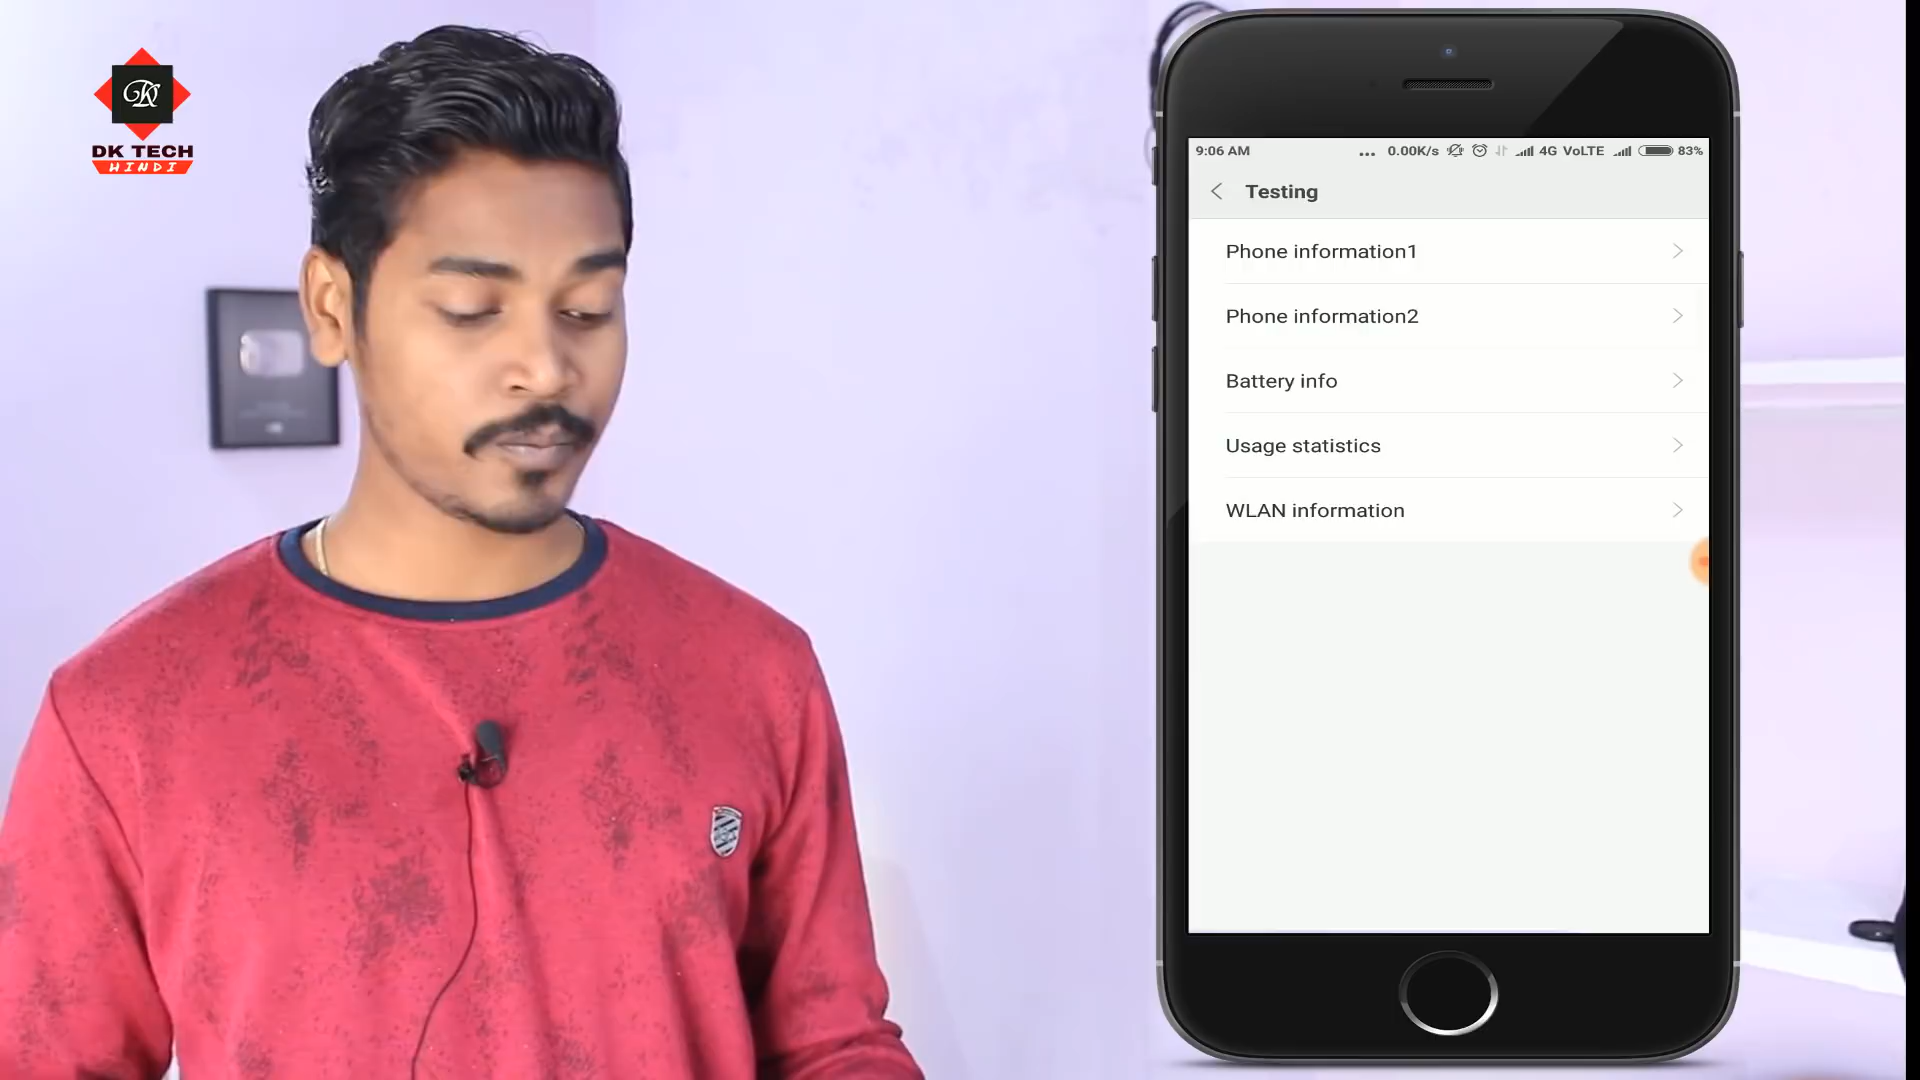 DK
DK TECH
HINDI
9:06 AM ... 0.00K/s 4G VoLTE 83%
Testing
Phone information1
Phone information2
Battery info
Usage statistics
WLAN information